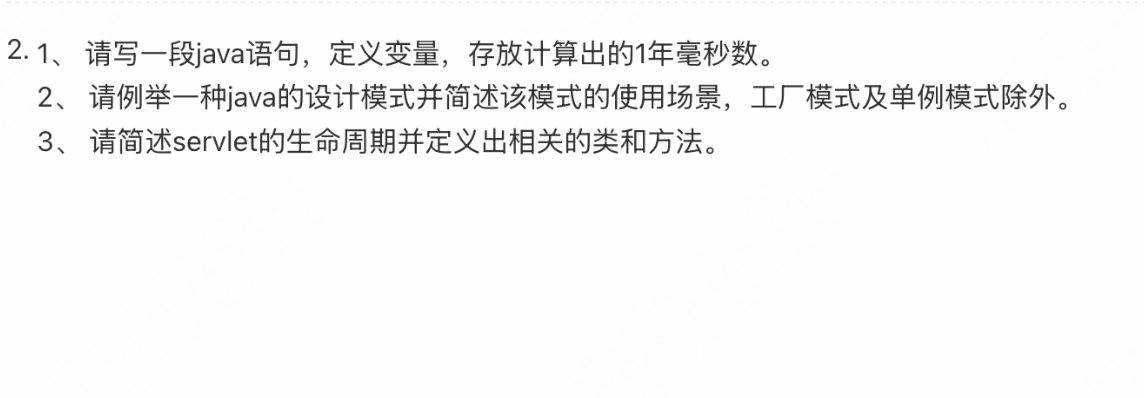 2. 1、 请写一段java语句，定义变量，存放计算出的1年毫秒数。
2、 请例举一种java的设计模式并简述该模式的使用场景，工厂模式及单例模式除外。
3、 请简述servlet的生命周期并定义出相关的类和方法。